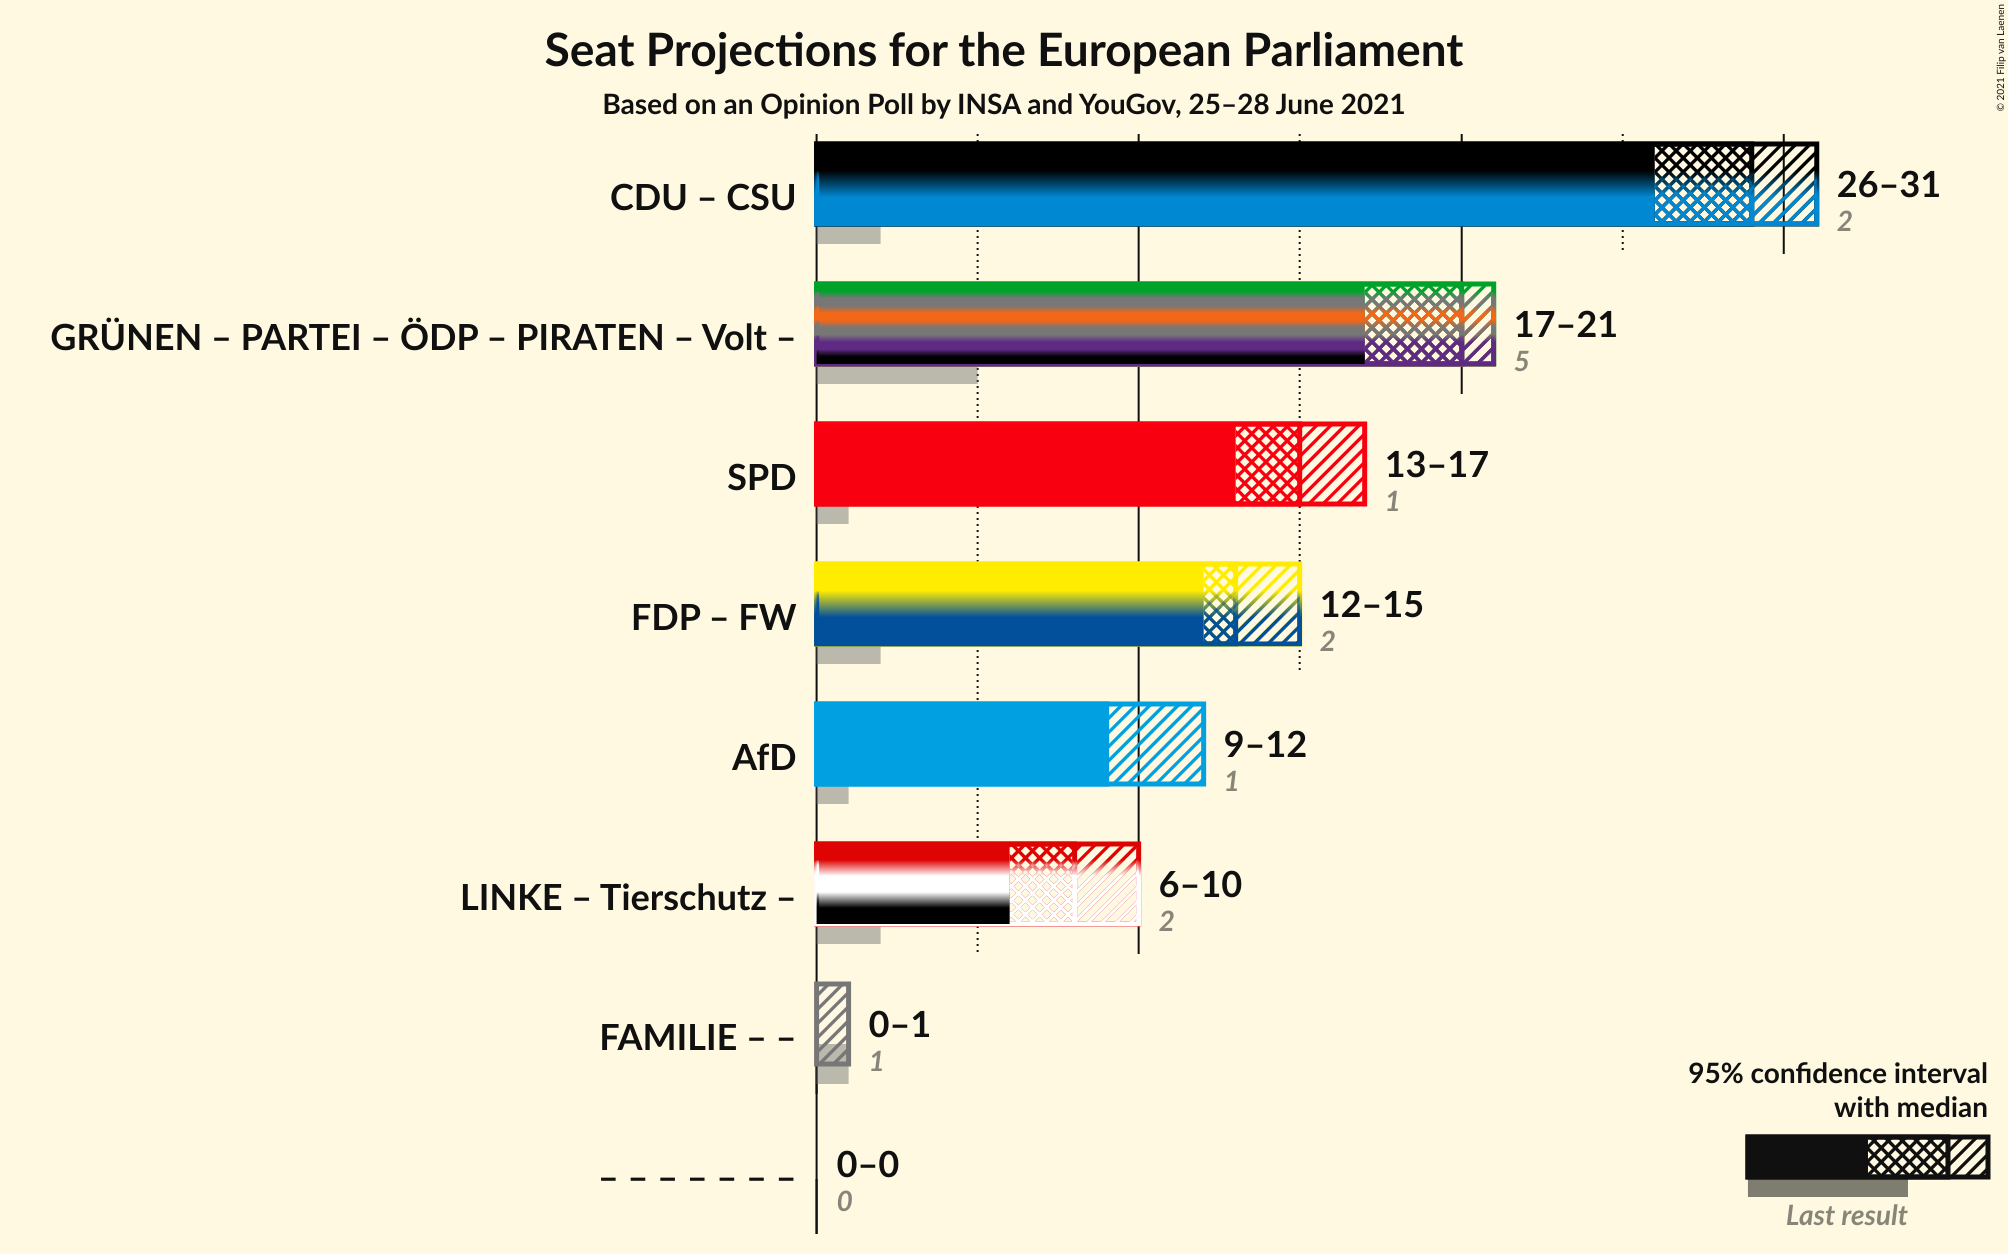 Seat Projections for the European Parliament
Based on an Opinion Poll by INSA and YouGov, 25–28 June 2021
© 2021 Filip van Laenen
CDU – CSU
26–31
2
GRÜNEN – PARTEI – ÖDP – PIRATEN – Volt –
17–21
5
SPD
13–17
1
FDP – FW
12–15
2
AfD
9–12
1
LINKE – Tierschutz –
6–10
2
FAMILIE – –
0–1
1
– – – – – – –
0–0
0
95% confidence interval
with median
Last result